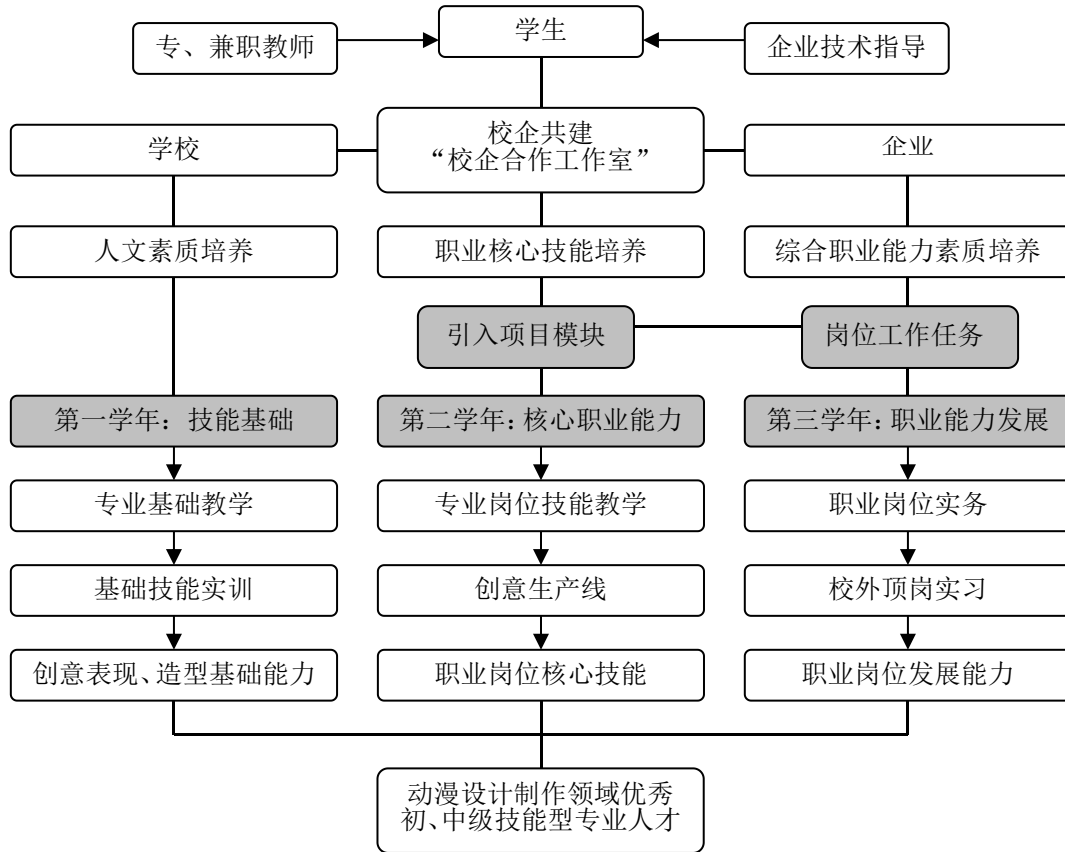 学生
专、兼职教师
企业技术指导
校企共建
“校企合作工作室”
学校
企业
人文素质培养
职业核心技能培养
综合职业能力素质培养
引入项目模块
岗位工作任务
第一学年：技能基础
第二学年：核心职业能力
第三学年：职业能力发展
专业基础教学
专业岗位技能教学
职业岗位实务
基础技能实训
创意生产线
校外顶岗实习
创意表现、造型基础能力
职业岗位核心技能
职业岗位发展能力
动漫设计制作领域优秀
初、中级技能型专业人才